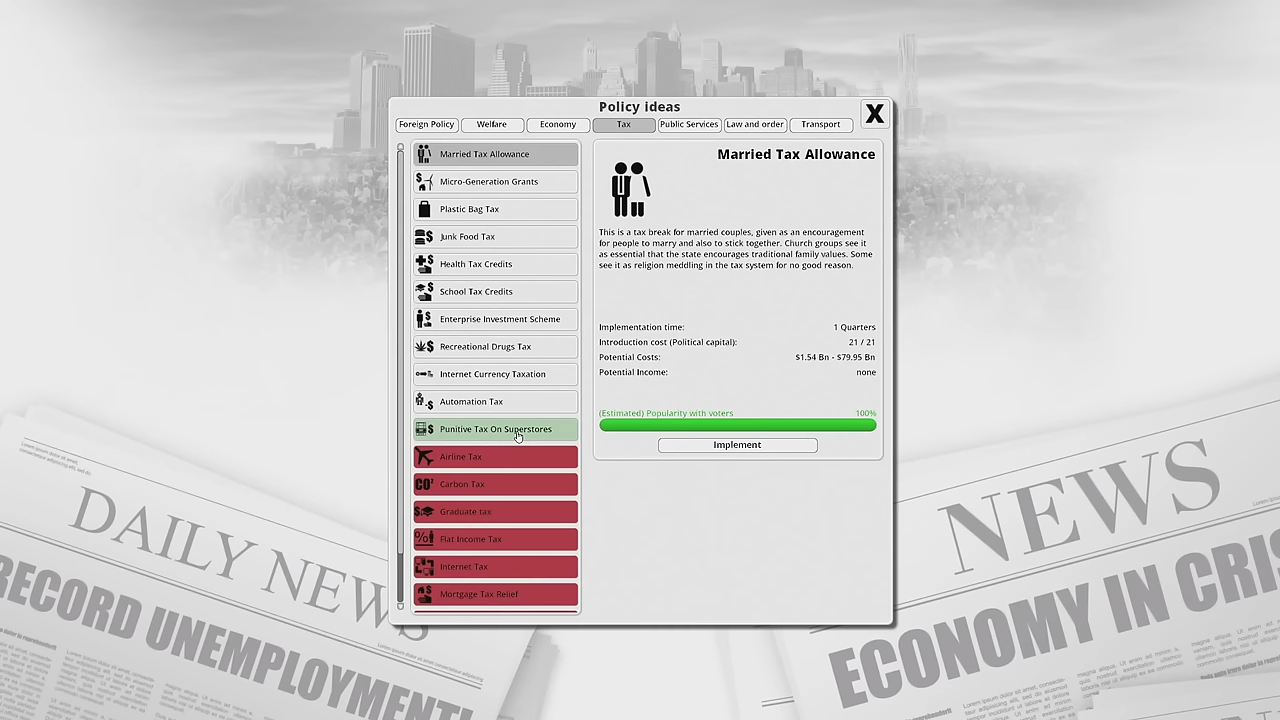 Policy ideas
X
Foreign Policy
Welfare
Economy
Tax
Public Services
Law and order
Transport
Married Tax Allowance
Micro-Generation Grants
Plastic Bag Tax
Junk Food Tax
Health Tax Credits
School Tax Credits
Enterprise Investment Scheme
Recreational Drugs Tax
Internet Currency Taxation
Automation Tax
Punitive Tax On Superstores
Airline Tax
CO²
Carbon Tax
Graduate tax
Flat Income Tax
Internet Tax
Mortgage Tax Relief
Married Tax Allowance
This is a tax break for married couples, given as an encouragement
for people to marry and also to stick together. Church groups see it
as essential that the state encourages traditional family values. Some
see it as religion meddling in the tax system for no good reason.
Implementation time: 1 Quarters
Introduction cost (Political capital): 21 / 21
Potential Costs: $1.54 Bn - $79.95 Bn
Potential Income: none
(Estimated) Popularity with voters 100%
Implement
DAILY NEWS
RECORD UNEMPLOYMENT!
NEWS
ECONOMY IN CRIS